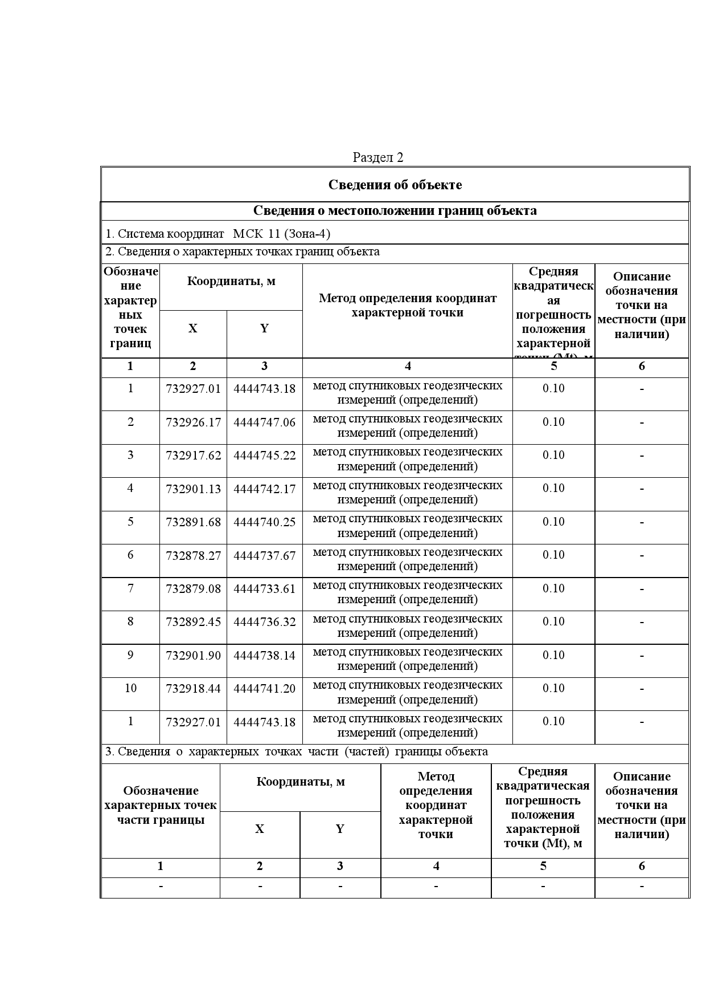 Раздел 2
Сведения об объекте
Сведения о местоположении границ объекта
1. Система координат МСК 11 (Зона-4)
2. Сведения о характерных точках границ объекта
Обозначе
ние
характер
ных
точек
границ
Координаты, м
X
Y
Метод определения координат
характерной точки
Средняя
квадратическ
ая
погрешность
положения
характерной
точки (Mt), м
Описание
обозначения
точки на
местности (при
наличии)
1 2 3 4 5 6
1 732927.01 4444743.18 метод спутниковых геодезических 0.10 -
измерений (определений)
2 732926.17 4444747.06 метод спутниковых геодезических 0.10 -
измерений (определений)
3 732917.62 4444745.22 метод спутниковых геодезических 0.10 -
измерений (определений)
4 732901.13 4444742.17 метод спутниковых геодезических 0.10 -
измерений (определений)
5 732891.68 4444740.25 метод спутниковых геодезических 0.10 -
измерений (определений)
6 732878.27 4444737.67 метод спутниковых геодезических 0.10 -
измерений (определений)
7 732879.08 4444733.61 метод спутниковых геодезических 0.10 -
измерений (определений)
8 732892.45 4444736.32 метод спутниковых геодезических 0.10 -
измерений (определений)
9 732901.90 4444738.14 метод спутниковых геодезических 0.10 -
измерений (определений)
10 732918.44 4444741.20 метод спутниковых геодезических 0.10 -
измерений (определений)
1 732927.01 4444743.18 метод спутниковых геодезических 0.10 -
измерений (определений)
3. Сведения о характерных точках части (частей) границы объекта
Обозначение
характерных точек
части границы
Координаты, м
X
Y
Метод
определения
координат
характерной
точки
Средняя
квадратическая
погрешность
положения
характерной
точки (Mt), м
Описание
обозначения
точки на
местности (при
наличии)
1 2 3 4 5 6
- - - - - -